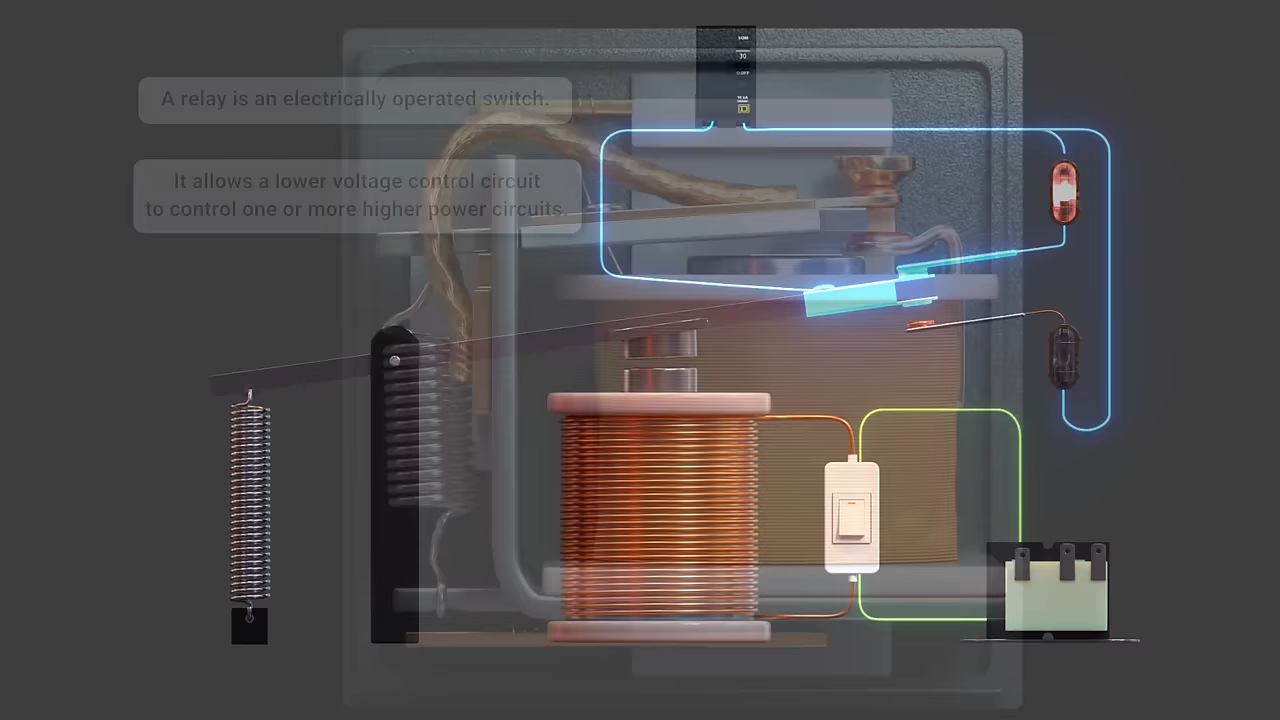 A relay is an electrically operated switch.
It allows a lower voltage control circuit
to control one or more higher power circuits.
30